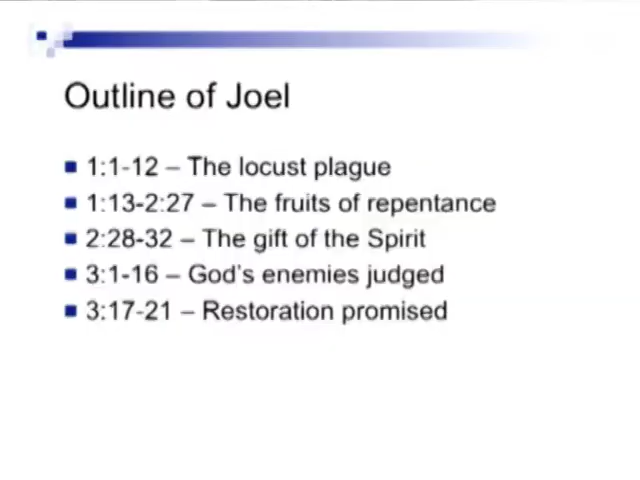 Outline of Joel
1:1-12 – The locust plague
1:13-2:27 – The fruits of repentance
2:28-32 – The gift of the Spirit
3:1-16 – God's enemies judged
3:17-21 – Restoration promised